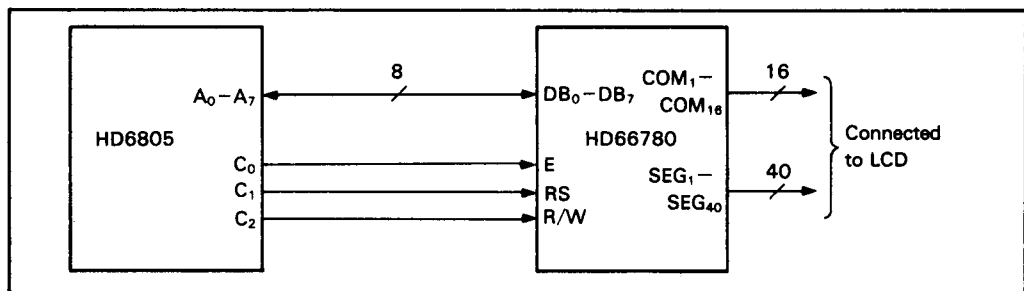 HD6805
A₀–A₇
C₀
C₁
C₂
8
HD66780
DB₀–DB₇
E
RS
R/W
COM₁–
COM₁₆
SEG₁–
SEG₄₀
16
40
Connected
to LCD